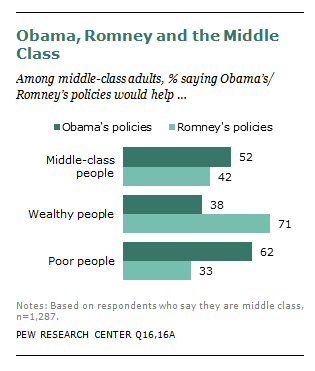 Obama, Romney and the Middle
Class
Among middle-class adults, % saying Obama's/
Romney's policies would help ...
Obama's policies Romney's policies
Middle-class
people
52
42
Wealthy people
38
71
Poor people
62
33
Notes: Based on respondents who say they are middle class,
n=1,287.
PEW RESEARCH CENTER Q16,16A